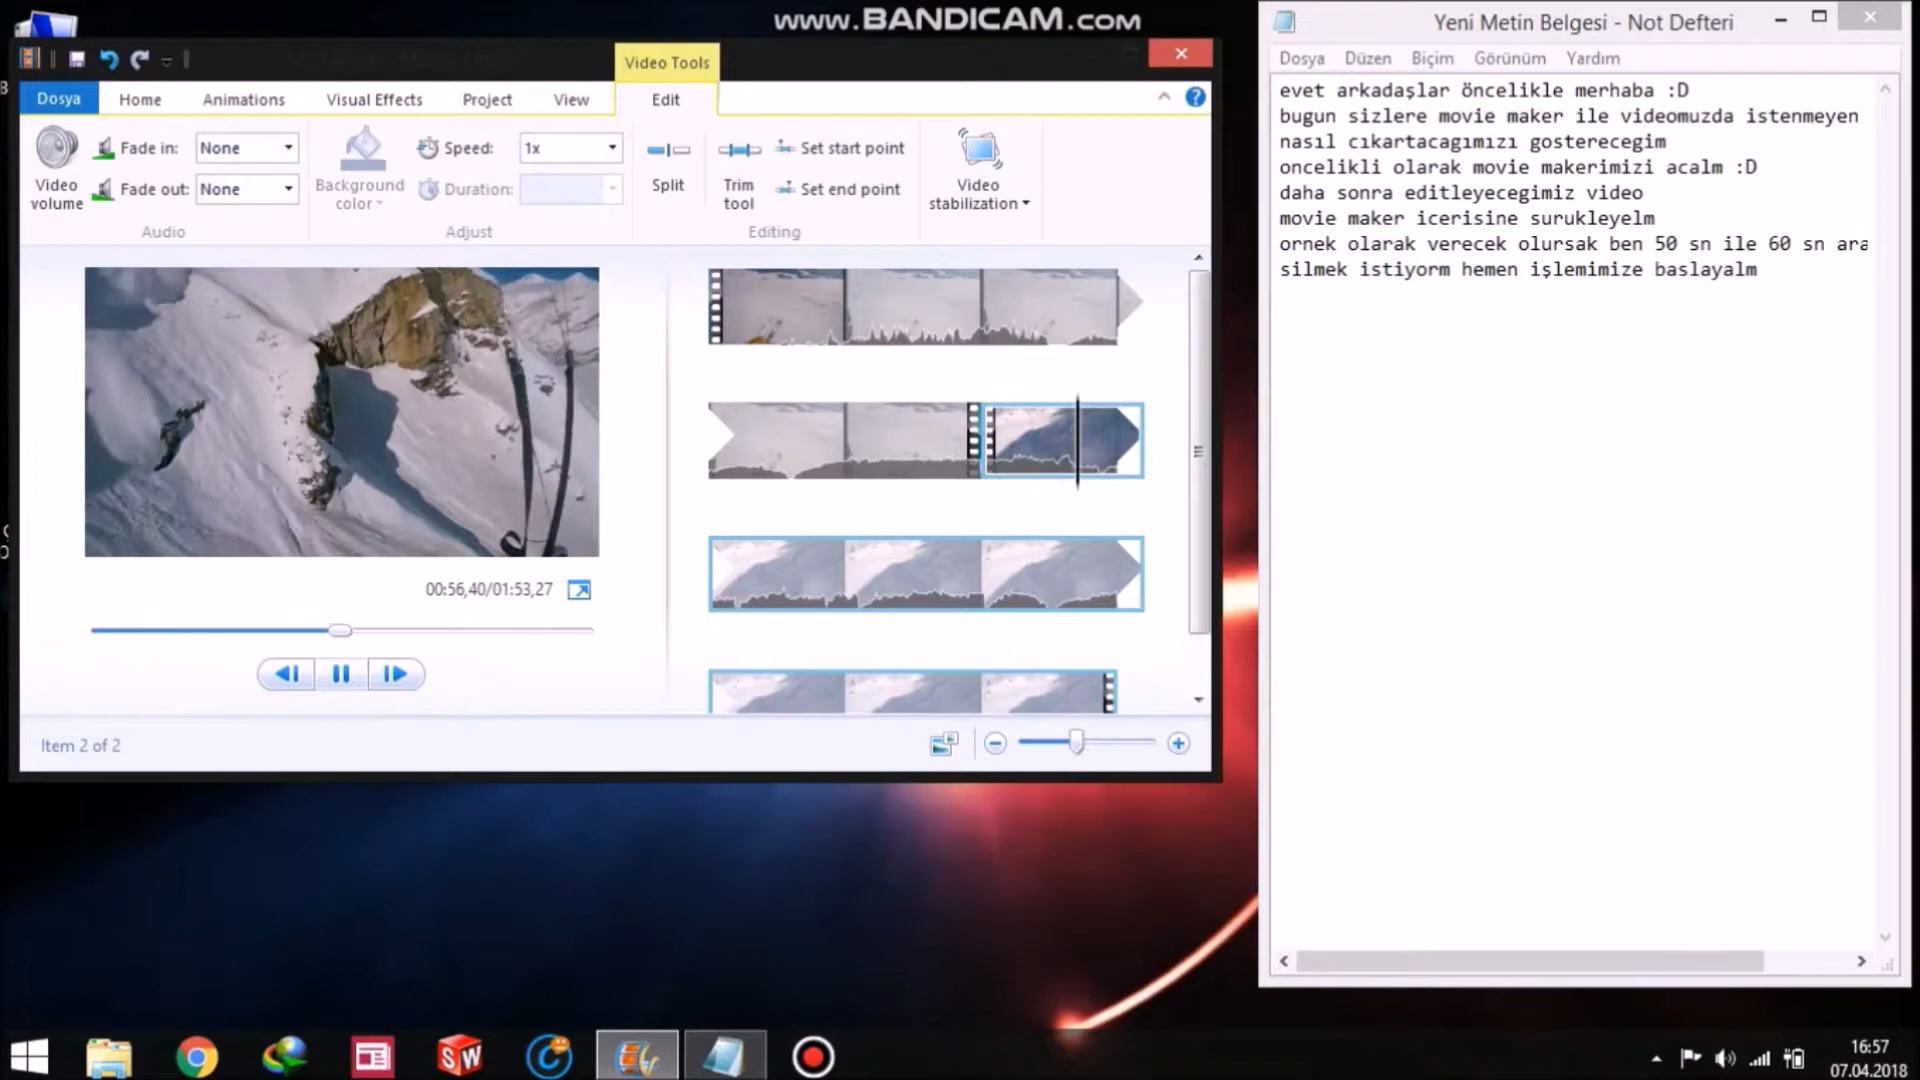 www.BANDICAM.com
Video Tools
Dosya
Home
Animations
Visual Effects
Project
View
Edit
Video volume
Fade in: None
Fade out: None
Audio
Background color
Speed: 1x
Duration:
Adjust
Split
Trim tool
Set start point
Set end point
Editing
Video stabilization
00:56,40/01:53,27
Item 2 of 2
Yeni Metin Belgesi - Not Defteri
Dosya Düzen Biçim Görünüm Yardım
evet arkadaşlar öncelikle merhaba :D
bugun sizlere movie maker ile videomuzda istenmeyen
nasıl cıkartacagımızı gosterecegim
oncelikli olarak movie makerimizi acalm :D
daha sonra editleyecegimiz video
movie maker icerisine surukleyelm
ornek olarak verecek olursak ben 50 sn ile 60 sn ara
silmek istiyorm hemen işlemimize baslayalm
SW
16:57
07.04.2018